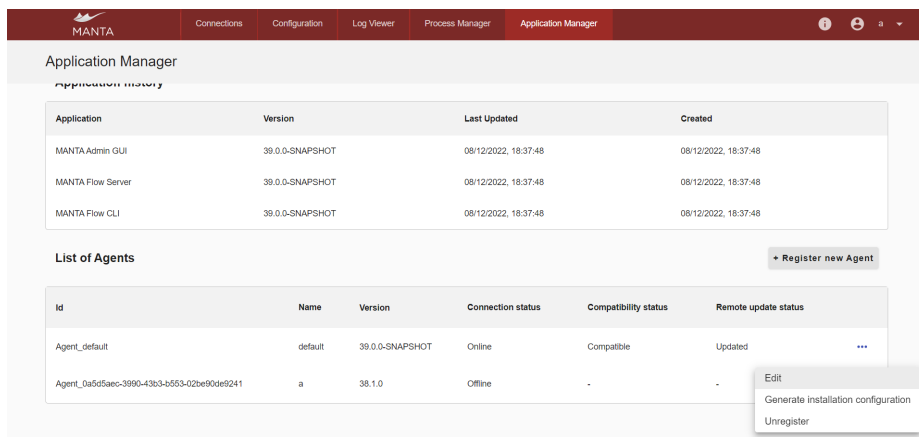 MANTA Connections Configuration Log Viewer Process Manager Application Manager i a
Application Manager
Application history
Application Version Last Updated Created
MANTA Admin GUI 39.0.0-SNAPSHOT 08/12/2022, 18:37:48 08/12/2022, 18:37:48
MANTA Flow Server 39.0.0-SNAPSHOT 08/12/2022, 18:37:48 08/12/2022, 18:37:48
MANTA Flow CLI 39.0.0-SNAPSHOT 08/12/2022, 18:37:48 08/12/2022, 18:37:48
List of Agents + Register new Agent
Id Name Version Connection status Compatibility status Remote update status
Agent_default default 39.0.0-SNAPSHOT Online Compatible Updated •••
Agent_0a5d5aec-3990-43b3-b553-02be90de9241 a 38.1.0 Offline - -
Edit
Generate installation configuration
Unregister